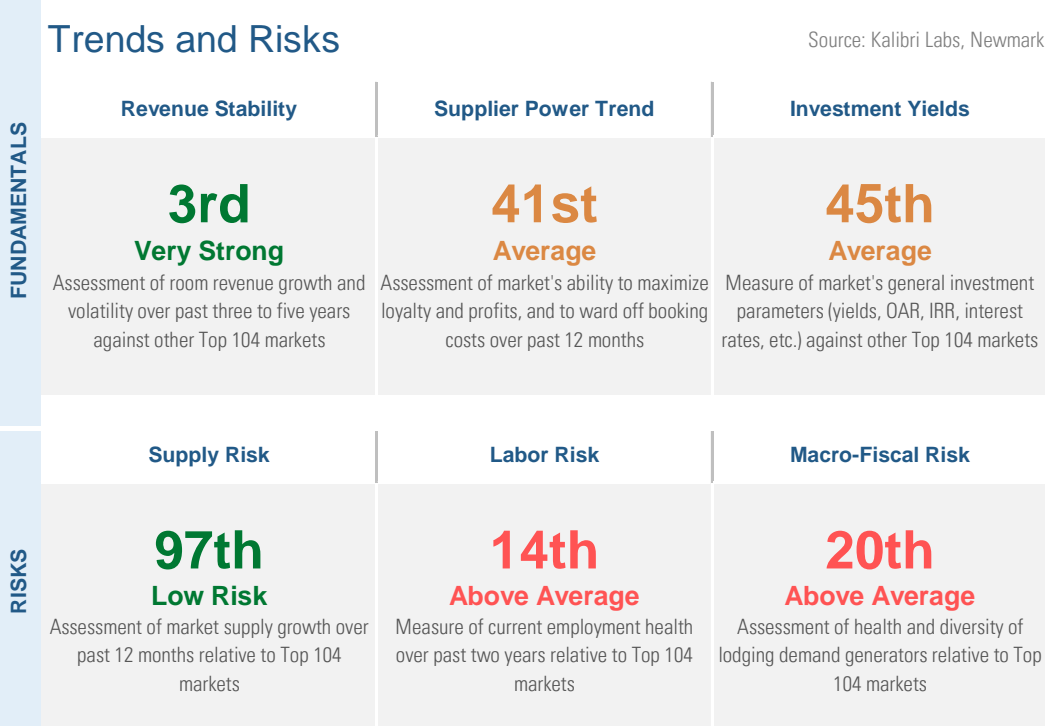 Trends and Risks
Source: Kalibri Labs, Newmark
FUNDAMENTALS
Revenue Stability
3rd
Very Strong
Assessment of room revenue growth and
volatility over past three to five years
against other Top 104 markets
Supplier Power Trend
41st
Average
Assessment of market's ability to maximize
loyalty and profits, and to ward off booking
costs over past 12 months
Investment Yields
45th
Average
Measure of market's general investment
parameters (yields, OAR, IRR, interest
rates, etc.) against other Top 104 markets
RISKS
Supply Risk
97th
Low Risk
Assessment of market supply growth over
past 12 months relative to Top 104
markets
Labor Risk
14th
Above Average
Measure of current employment health
over past two years relative to Top 104
markets
Macro-Fiscal Risk
20th
Above Average
Assessment of health and diversity of
lodging demand generators relative to Top
104 markets